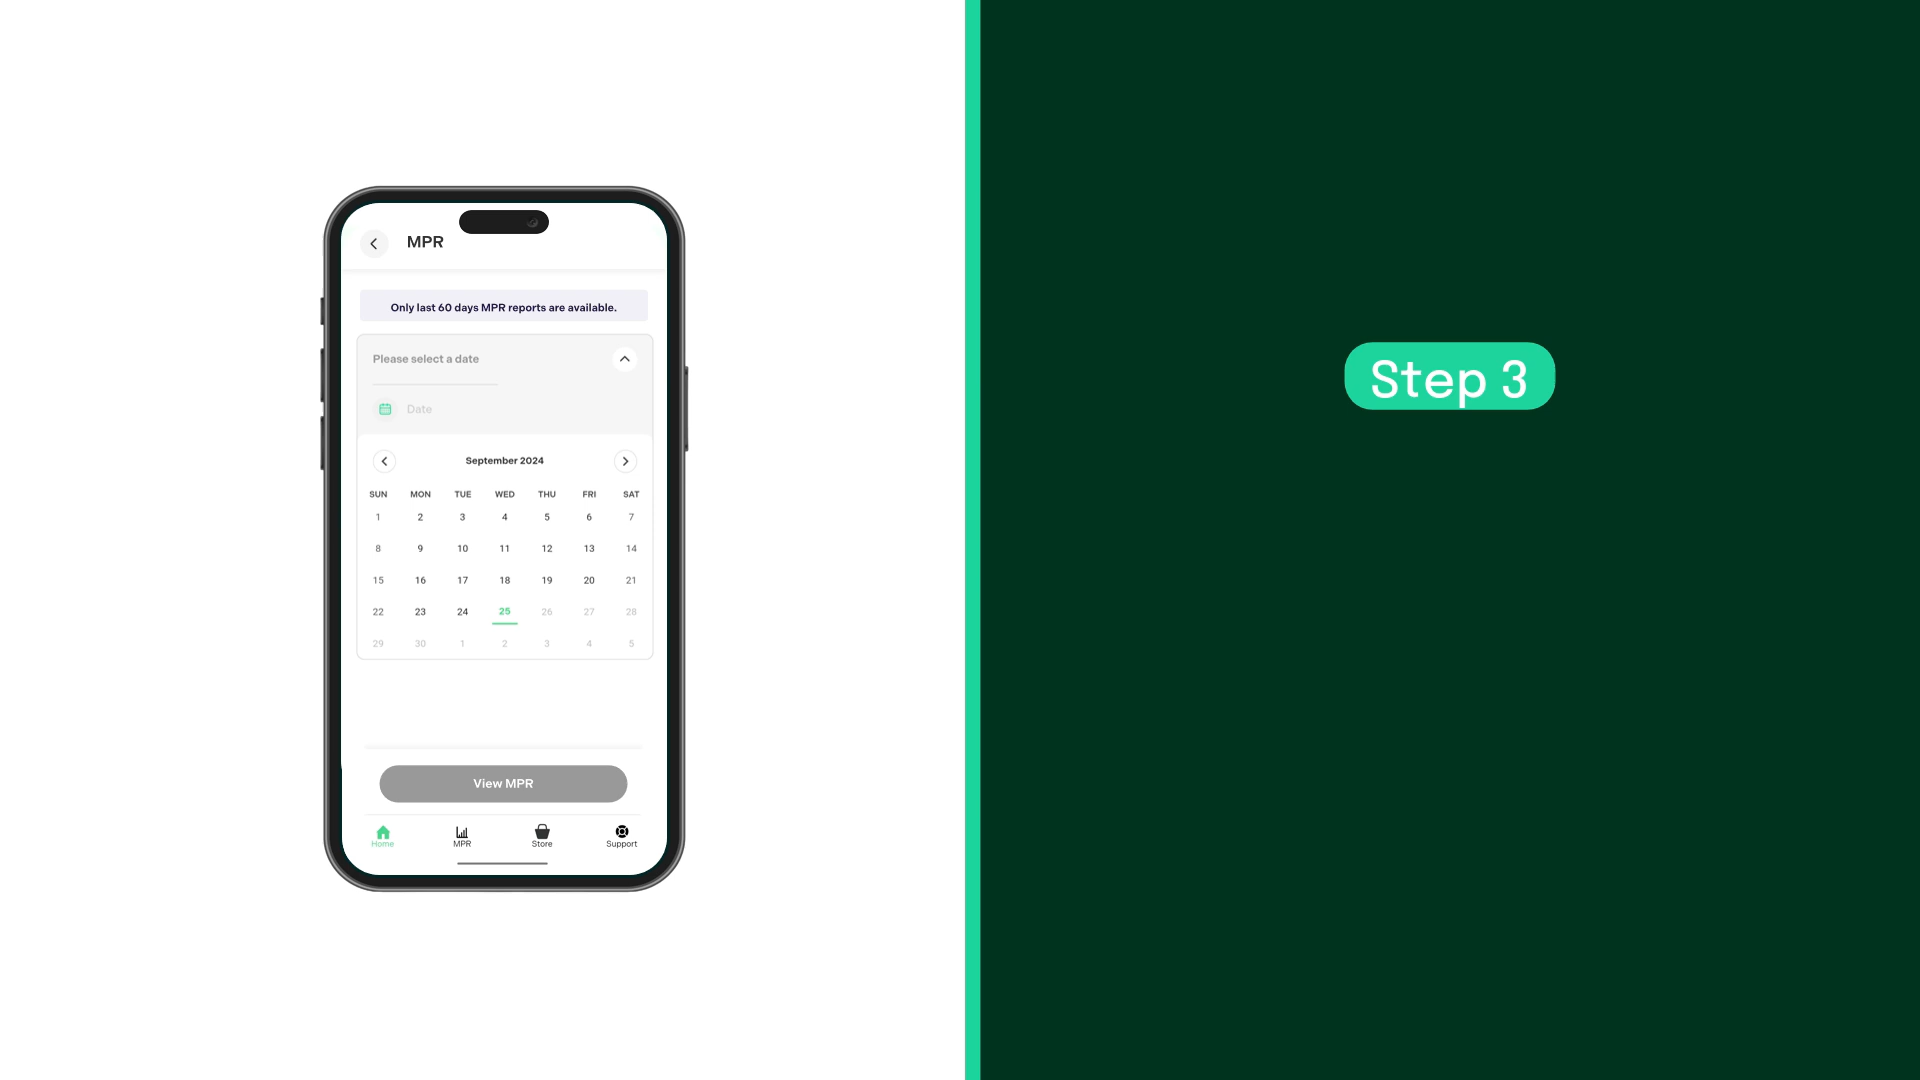 MPR
Only last 60 days MPR reports are available.
Please select a date
Date
September 2024
SUN MON TUE WED THU FRI SAT
1 2 3 4 5 6 7
8 9 10 11 12 13 14
15 16 17 18 19 20 21
22 23 24 25 26 27 28
29 30 1 2 3 4 5
View MPR
Home MPR Store Support
Step 3